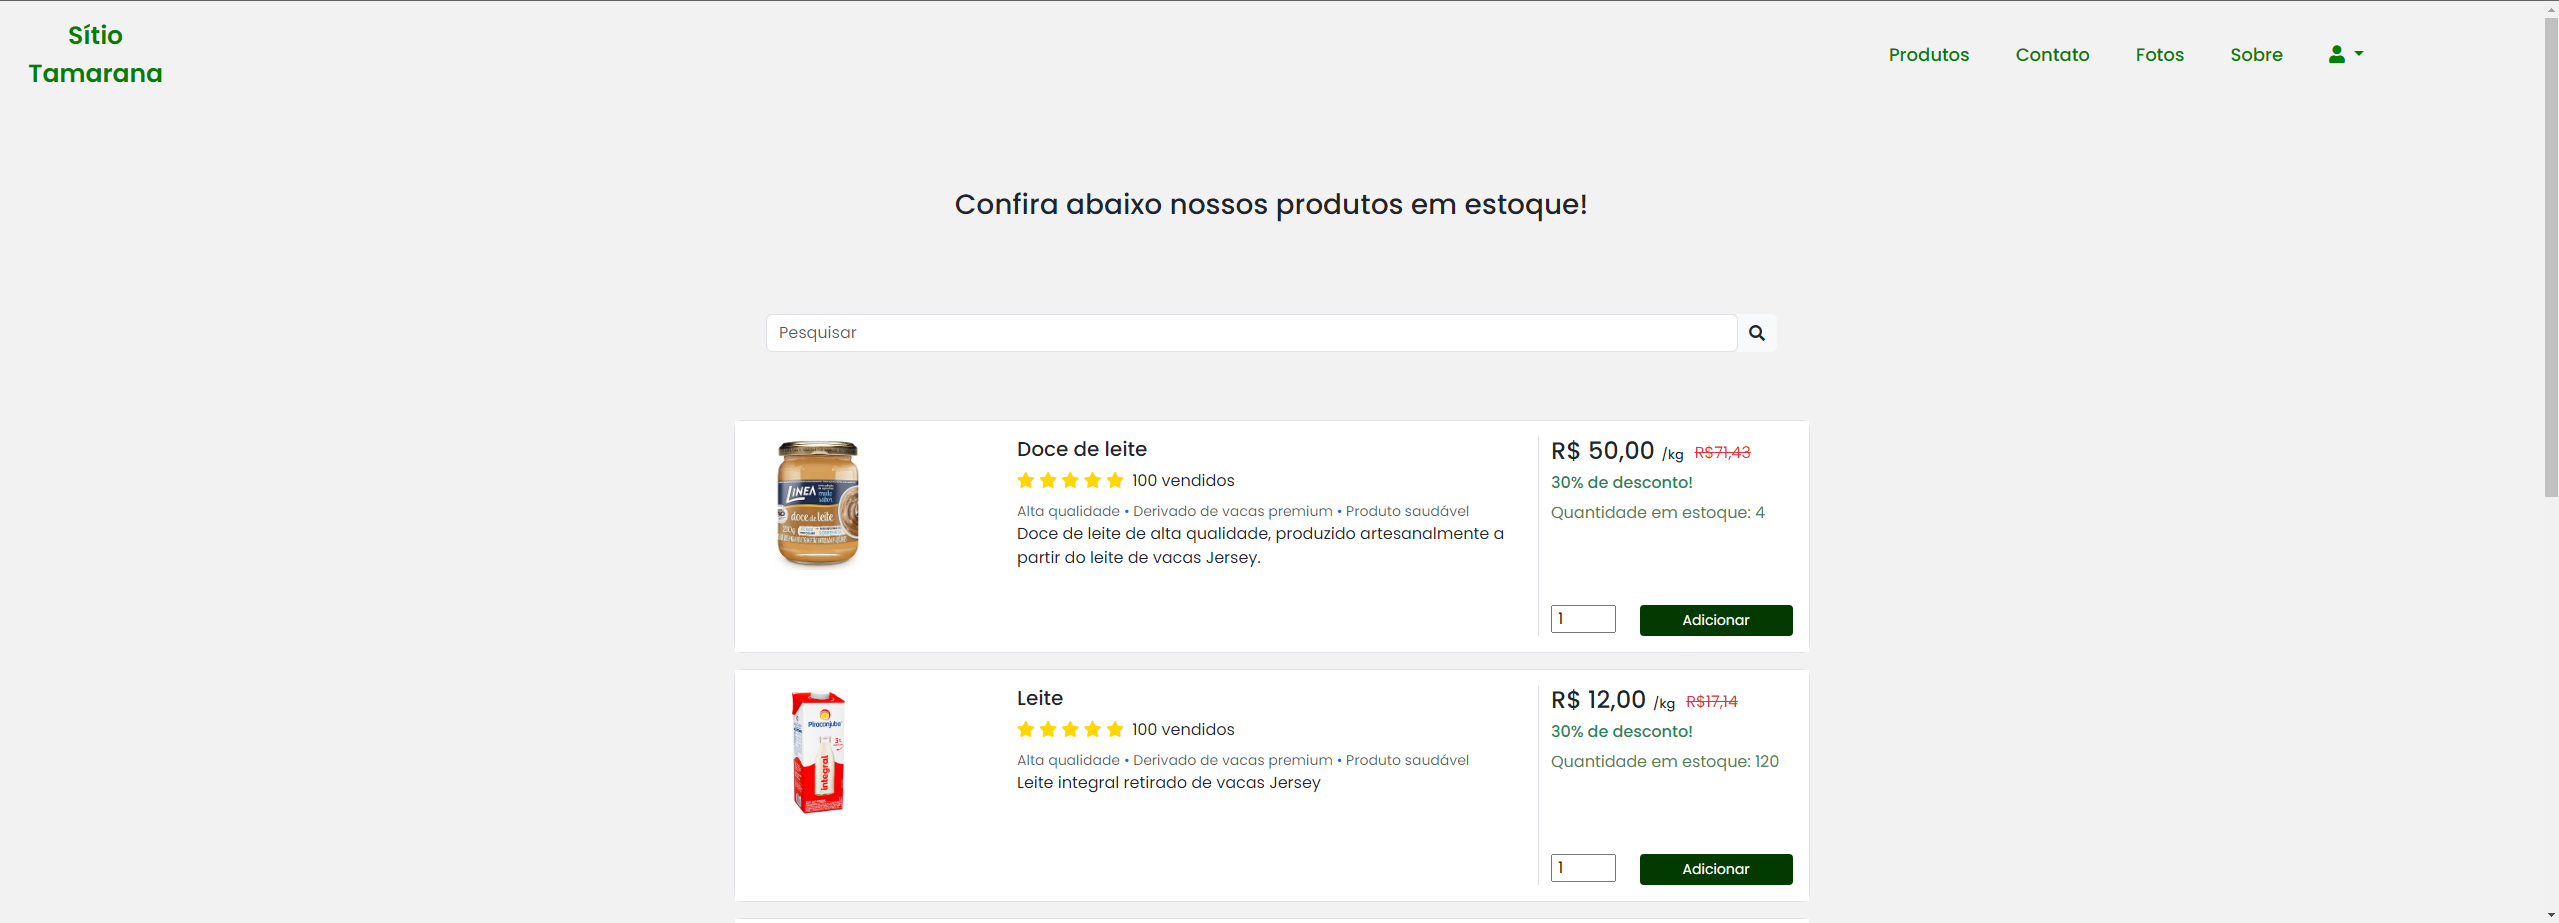 Sítio
Tamarana
Produtos
Contato
Fotos
Sobre
Confira abaixo nossos produtos em estoque!
Pesquisar
LINEA
doce de leite
Doce de leite
100 vendidos
Alta qualidade • Derivado de vacas premium • Produto saudável
Doce de leite de alta qualidade, produzido artesanalmente a
partir do leite de vacas Jersey.
R$ 50,00 /kg R$71,43
30% de desconto!
Quantidade em estoque: 4
1
Adicionar
Piracanjuba
integral
Leite
100 vendidos
Alta qualidade • Derivado de vacas premium • Produto saudável
Leite integral retirado de vacas Jersey
R$ 12,00 /kg R$17,14
30% de desconto!
Quantidade em estoque: 120
1
Adicionar